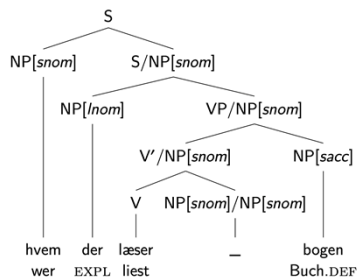 S
NP[snom] S/NP[snom]
NP[lnom] VP/NP[snom]
V′/NP[snom] NP[sacc]
V NP[snom]/NP[snom]
hvem der læser _ bogen
wer EXPL liest Buch.DEF